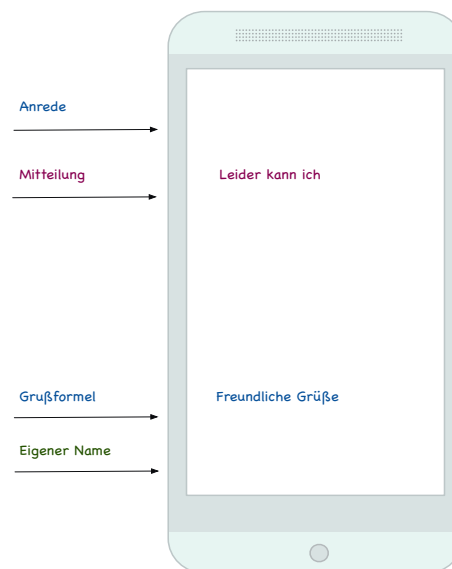 Anrede
Mitteilung
Leider kann ich
Grußformel
Freundliche Grüße
Eigener Name